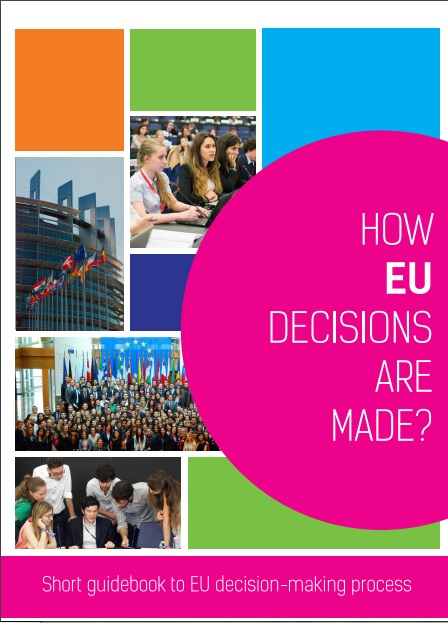 HOW
EU
DECISIONS
ARE
MADE?
Short guidebook to EU decision-making process